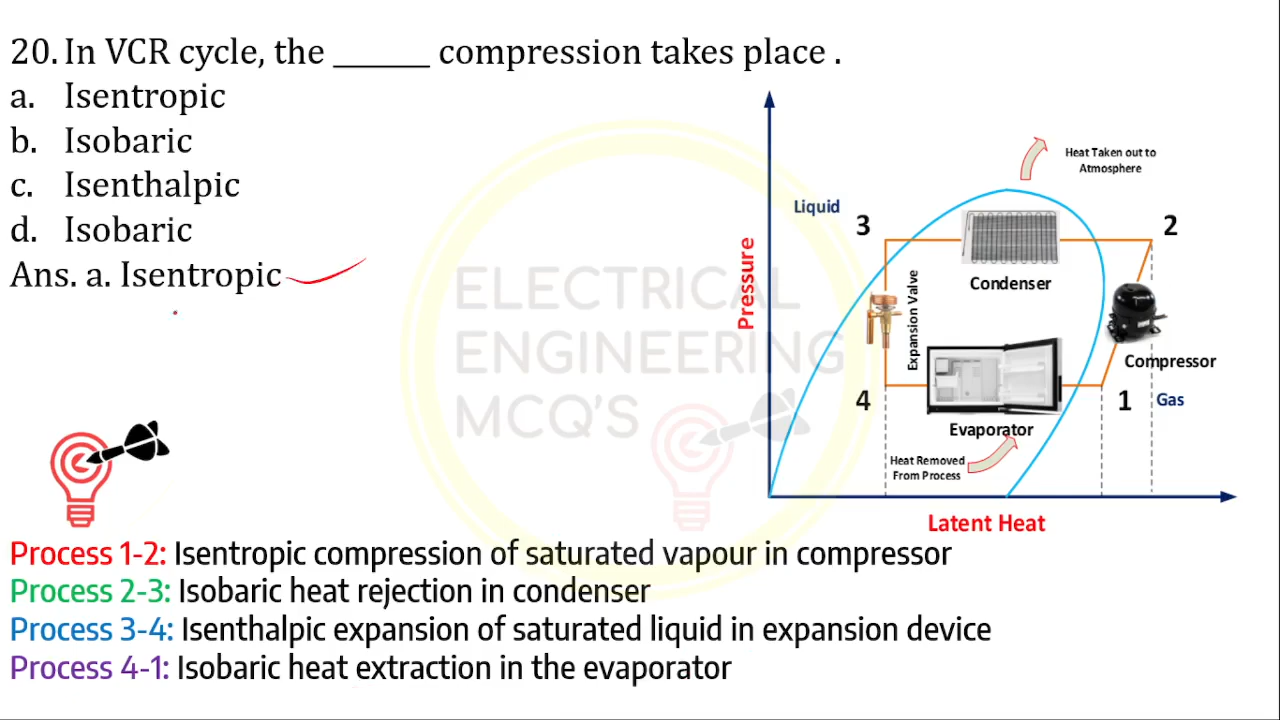 20. In VCR cycle, the ______ compression takes place .
a. Isentropic
b. Isobaric
c. Isenthalpic
d. Isobaric
Ans. a. Isentropic
ELECTRICAL
ENGINEERING
MCQ'S
Pressure
Liquid
3
Heat Taken out to
Atmosphere
2
Condenser
Expansion Valve
Compressor
4
1
Gas
Evaporator
Heat Removed
From Process
Latent Heat
Process 1-2: Isentropic compression of saturated vapour in compressor
Process 2-3: Isobaric heat rejection in condenser
Process 3-4: Isenthalpic expansion of saturated liquid in expansion device
Process 4-1: Isobaric heat extraction in the evaporator